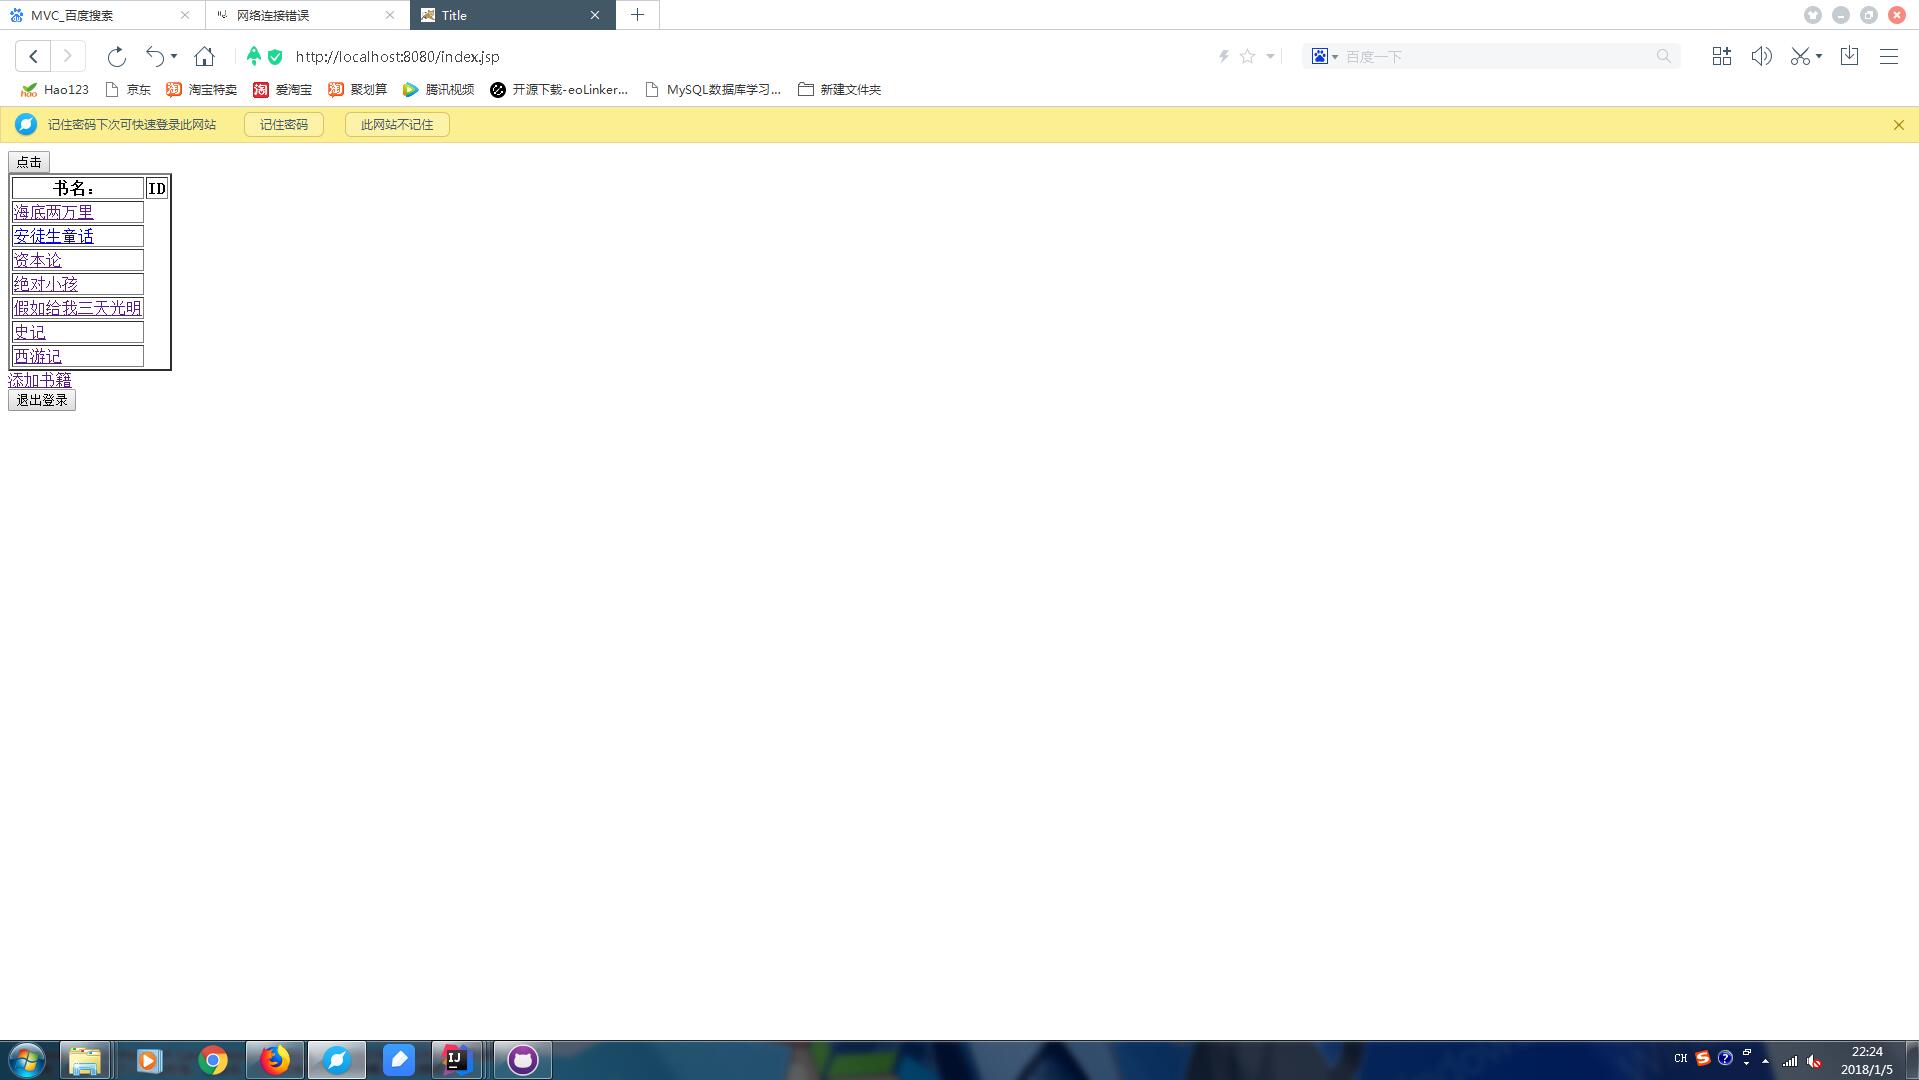 MVC_百度搜索
网络连接错误
Title
http://localhost:8080/index.jsp
百度一下
Hao123
京东
淘宝特卖
爱淘宝
聚划算
腾讯视频
开源下载-eoLinker...
MySQL数据库学习...
新建文件夹
记住密码下次可快速登录此网站
记住密码
此网站不记住
点击
书名： ID
海底两万里
安徒生童话
资本论
绝对小孩
假如给我三天光明
史记
西游记
添加书籍
退出登录
CH
22:24
2018/1/5